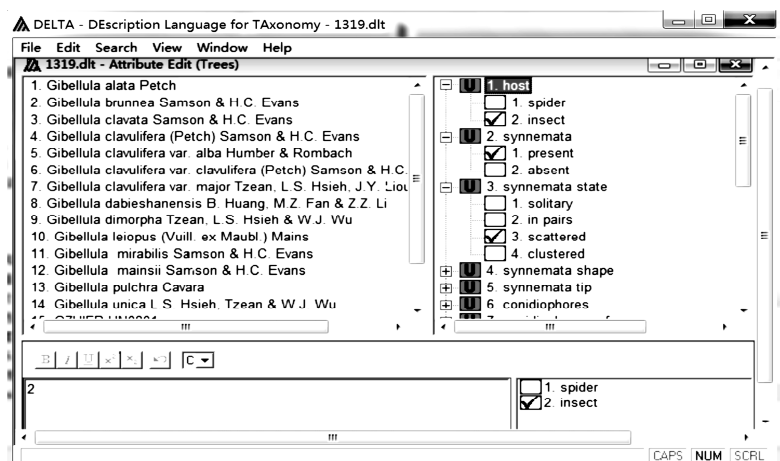 DELTA - DEscription Language for TAxonomy - 1319.dlt
File Edit Search View Window Help
1319.dlt - Attribute Edit (Trees)
1. Gibellula alata Petch
2. Gibellula brunnea Samson & H.C. Evans
3. Gibellula clavata Samson & H.C. Evans
4. Gibellula clavulifera (Petch) Samson & H.C. Evans
5. Gibellula clavulifera var. alba Humber & Rombach
6. Gibellula clavulifera var. clavulifera (Petch) Samson & H.C.
7. Gibellula clavulifera var. major Tzean, L.S. Hsieh, J.Y. Liou
8. Gibellula dabieshanensis B. Huang, M.Z. Fan & Z.Z. Li
9. Gibellula dimorpha Tzean, L.S. Hsieh & W.J. Wu
10. Gibellula leiopus (Vuill. ex Maubl.) Mains
11. Gibellula mirabilis Samson & H.C. Evans
12. Gibellula mainsii Samson & H.C. Evans
13. Gibellula pulchra Cavara
14. Gibellula unica L.S. Hsieh, Tzean & W.J. Wu
1. host
1. spider
2. insect
2. synnemata
1. present
2. absent
3. synnemata state
1. solitary
2. in pairs
3. scattered
4. clustered
4. synnemata shape
5. synnemata tip
6. conidiophores
B I U x² x₂ C
2
1. spider
2. insect
CAPS NUM SCRL